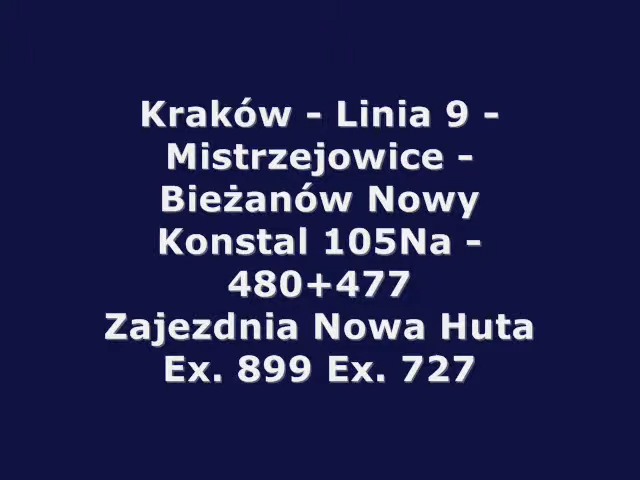 Kraków - Linia 9 -
Mistrzejowice -
Bieżanów Nowy
Konstal 105Na -
480+477
Zajezdnia Nowa Huta
Ex. 899 Ex. 727